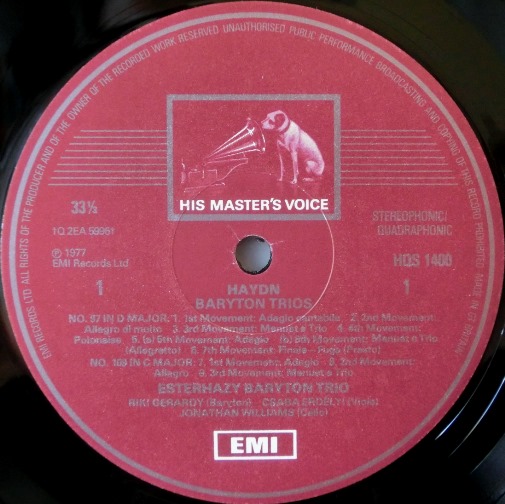 EMI RECORDS LTD ALL RIGHTS OF THE PRODUCER AND OF THE OWNER OF THE RECORDED WORK RESERVED UNAUTHORISED PUBLIC PERFORMANCE BROADCASTING AND COPYING OF THIS RECORD PROHIBITED MADE IN GT BRITAIN
HIS MASTER'S VOICE
33⅓
STEREOPHONIC/
QUADRAPHONIC
℗ 1977
EMI Records Ltd
HQS 1400
1
1
HAYDN
BARYTON TRIOS
NO. 97 IN D MAJOR: 1. 1st Movement: Adagio cantabile 2. 2nd Movement:
Allegro di molto 3. 3rd Movement: Menuet e Trio 4. 4th Movement:
Polonaise 5. (a) 5th Movement: Adagio (b) 6th Movement: Menuet e Trio
(Allegretto) 6. 7th Movement: Finale - Fuga (Presto)
IN C MAJOR: 7. 1st Movement: Adagio 8. 2nd Movement:
Allegro 9. 3rd Movement: Menuet e Trio
ESTERHAZY BARYTON TRIO
RIKI GERARDY (Baryton) CSABA ERDELYI (Viola)
JONATHAN WILLIAMS (Cello)
EMI